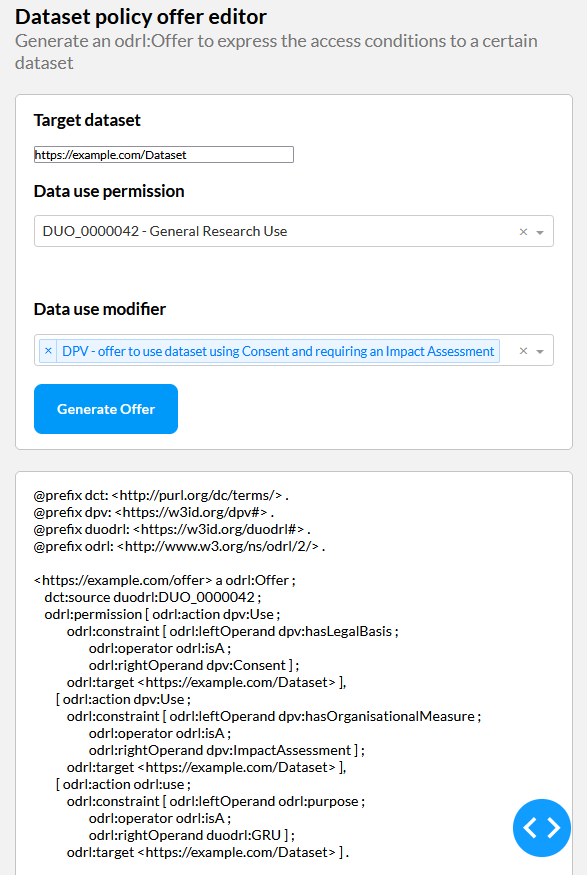 Dataset policy offer editor
Generate an odrl:Offer to express the access conditions to a certain
dataset
Target dataset
https://example.com/Dataset
Data use permission
DUO_0000042 - General Research Use
Data use modifier
DPV - offer to use dataset using Consent and requiring an Impact Assessment
Generate Offer
@prefix dct: <http://purl.org/dc/terms/> .
@prefix dpv: <https://w3id.org/dpv#> .
@prefix duodrl: <https://w3id.org/duodrl#> .
@prefix odrl: <http://www.w3.org/ns/odrl/2/> .
<https://example.com/offer> a odrl:Offer ;
dct:source duodrl:DUO_0000042 ;
odrl:permission [ odrl:action dpv:Use ;
odrl:constraint [ odrl:leftOperand dpv:hasLegalBasis ;
odrl:operator odrl:isA ;
odrl:rightOperand dpv:Consent ] ;
odrl:target <https://example.com/Dataset> ],
[ odrl:action dpv:Use ;
odrl:constraint [ odrl:leftOperand dpv:hasOrganisationalMeasure ;
odrl:operator odrl:isA ;
odrl:rightOperand dpv:ImpactAssessment ] ;
odrl:target <https://example.com/Dataset> ],
[ odrl:action odrl:use ;
odrl:constraint [ odrl:leftOperand odrl:purpose ;
odrl:operator odrl:isA ;
odrl:rightOperand duodrl:GRU ] ;
odrl:target <https://example.com/Dataset> ] .